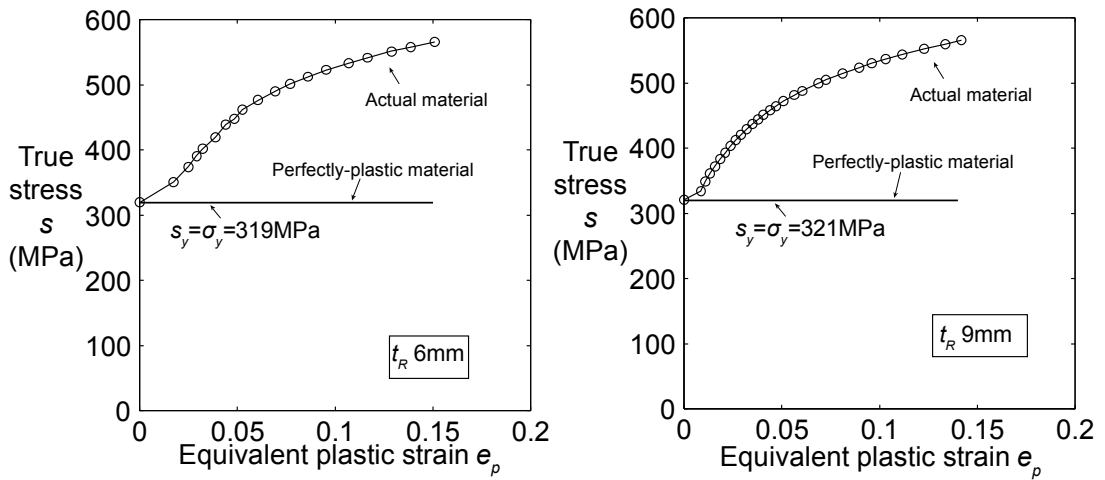 600
500
400
300
200
100
0
True
stress
s
(MPa)
Actual material
Perfectly-plastic material
s_y=σ_y=319MPa
t_R 6mm
0 0.05 0.1 0.15 0.2
Equivalent plastic strain e_p
600
500
400
300
200
100
0
True
stress
s
(MPa)
Actual material
Perfectly-plastic material
s_y=σ_y=321MPa
t_R 9mm
0 0.05 0.1 0.15 0.2
Equivalent plastic strain e_p